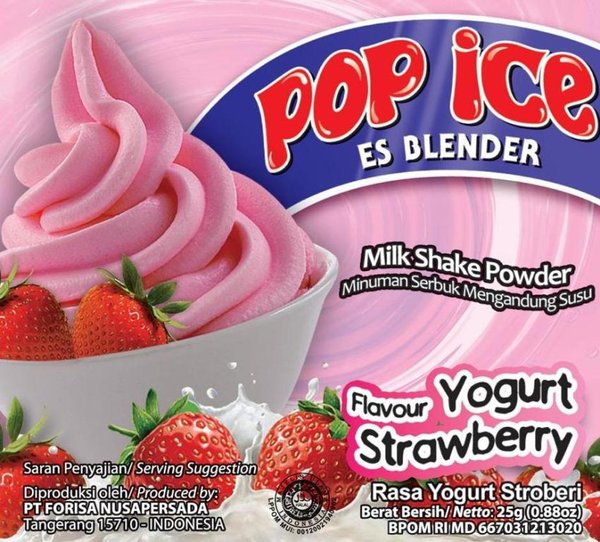 POP ICE
ES BLENDER
Milk Shake Powder
Minuman Serbuk Mengandung Susu
Flavour Yogurt
Strawberry
Saran Penyajian/ Serving Suggestion
Diproduksi oleh/ Produced by:
PT FORISA NUSAPERSADA
Tangerang 15710 - INDONESIA
Rasa Yogurt Stroberi
Berat Bersih/ Netto: 25g (0.88oz)
BPOM RI MD 667031213020